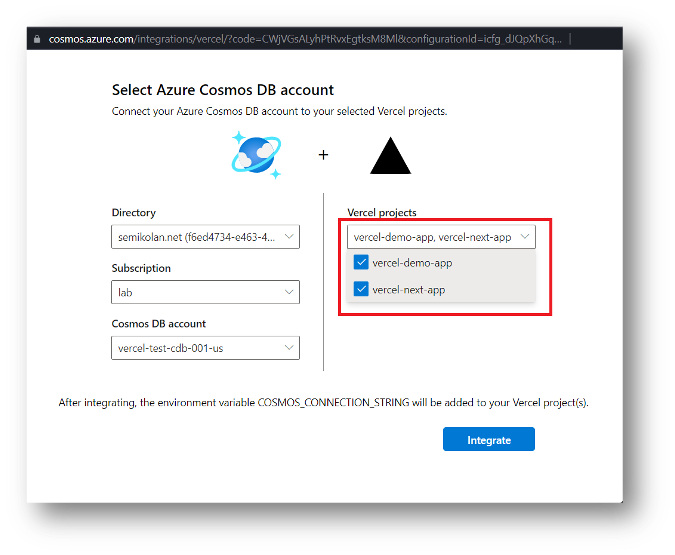 cosmos.azure.com/integrations/vercel/?code=CWjVGsALyhPtRvxEgtksM8Ml&configurationId=icfg_dJQpXhGq...
Select Azure Cosmos DB account
Connect your Azure Cosmos DB account to your selected Vercel projects.
+
Directory
semikolan.net (f6ed4734-e463-4...
Subscription
lab
Cosmos DB account
vercel-test-cdb-001-us
Vercel projects
vercel-demo-app, vercel-next-app
vercel-demo-app
vercel-next-app
After integrating, the environment variable COSMOS_CONNECTION_STRING will be added to your Vercel project(s).
Integrate